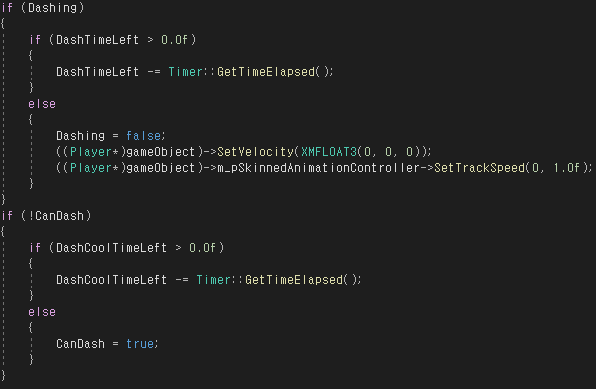 if (Dashing)
{
    if (DashTimeLeft > 0.0f)
    {
        DashTimeLeft -= Timer::GetTimeElapsed();
    }
    else
    {
        Dashing = false;
        ((Player*)gameObject)->SetVelocity(XMFLOAT3(0, 0, 0));
        ((Player*)gameObject)->m_pSkinnedAnimationController->SetTrackSpeed(0, 1.0f);
    }
}
if (!CanDash)
{
    if (DashCoolTimeLeft > 0.0f)
    {
        DashCoolTimeLeft -= Timer::GetTimeElapsed();
    }
    else
    {
        CanDash = true;
    }
}